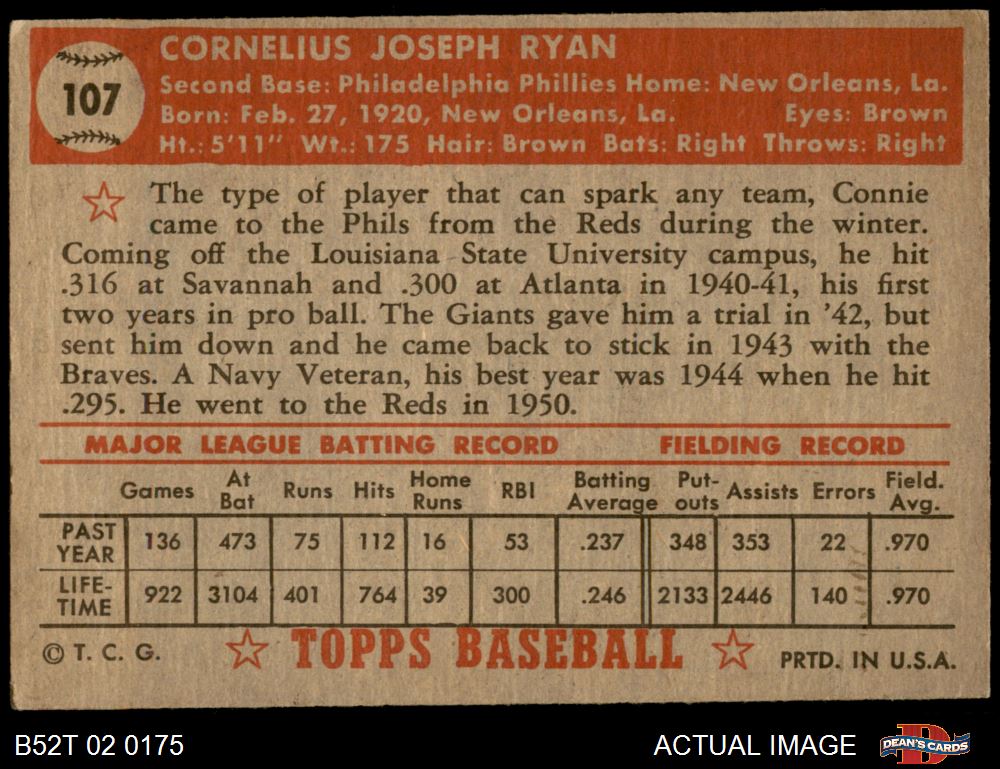 107
CORNELIUS JOSEPH RYAN
Second Base: Philadelphia Phillies Home: New Orleans, La.
Born: Feb. 27, 1920, New Orleans, La. Eyes: Brown
Ht.: 5'11" Wt.: 175 Hair: Brown Bats: Right Throws: Right
The type of player that can spark any team, Connie
came to the Phils from the Reds during the winter.
Coming off the Louisiana State University campus, he hit
.316 at Savannah and .300 at Atlanta in 1940-41, his first
two years in pro ball. The Giants gave him a trial in '42, but
sent him down and he came back to stick in 1943 with the
Braves. A Navy Veteran, his best year was 1944 when he hit
.295. He went to the Reds in 1950.
MAJOR LEAGUE BATTING RECORD FIELDING RECORD
Games At Bat Runs Hits Home Runs RBI Batting Average Put-outs Assists Errors Field. Avg.
PAST YEAR 136 473 75 112 16 53 .237 348 353 22 .970
LIFE-TIME 922 3104 401 764 39 300 .246 2133 2446 140 .970
© T. C. G. TOPPS BASEBALL PRTD. IN U.S.A.
B52T 02 0175 ACTUAL IMAGE DEAN'S CARDS